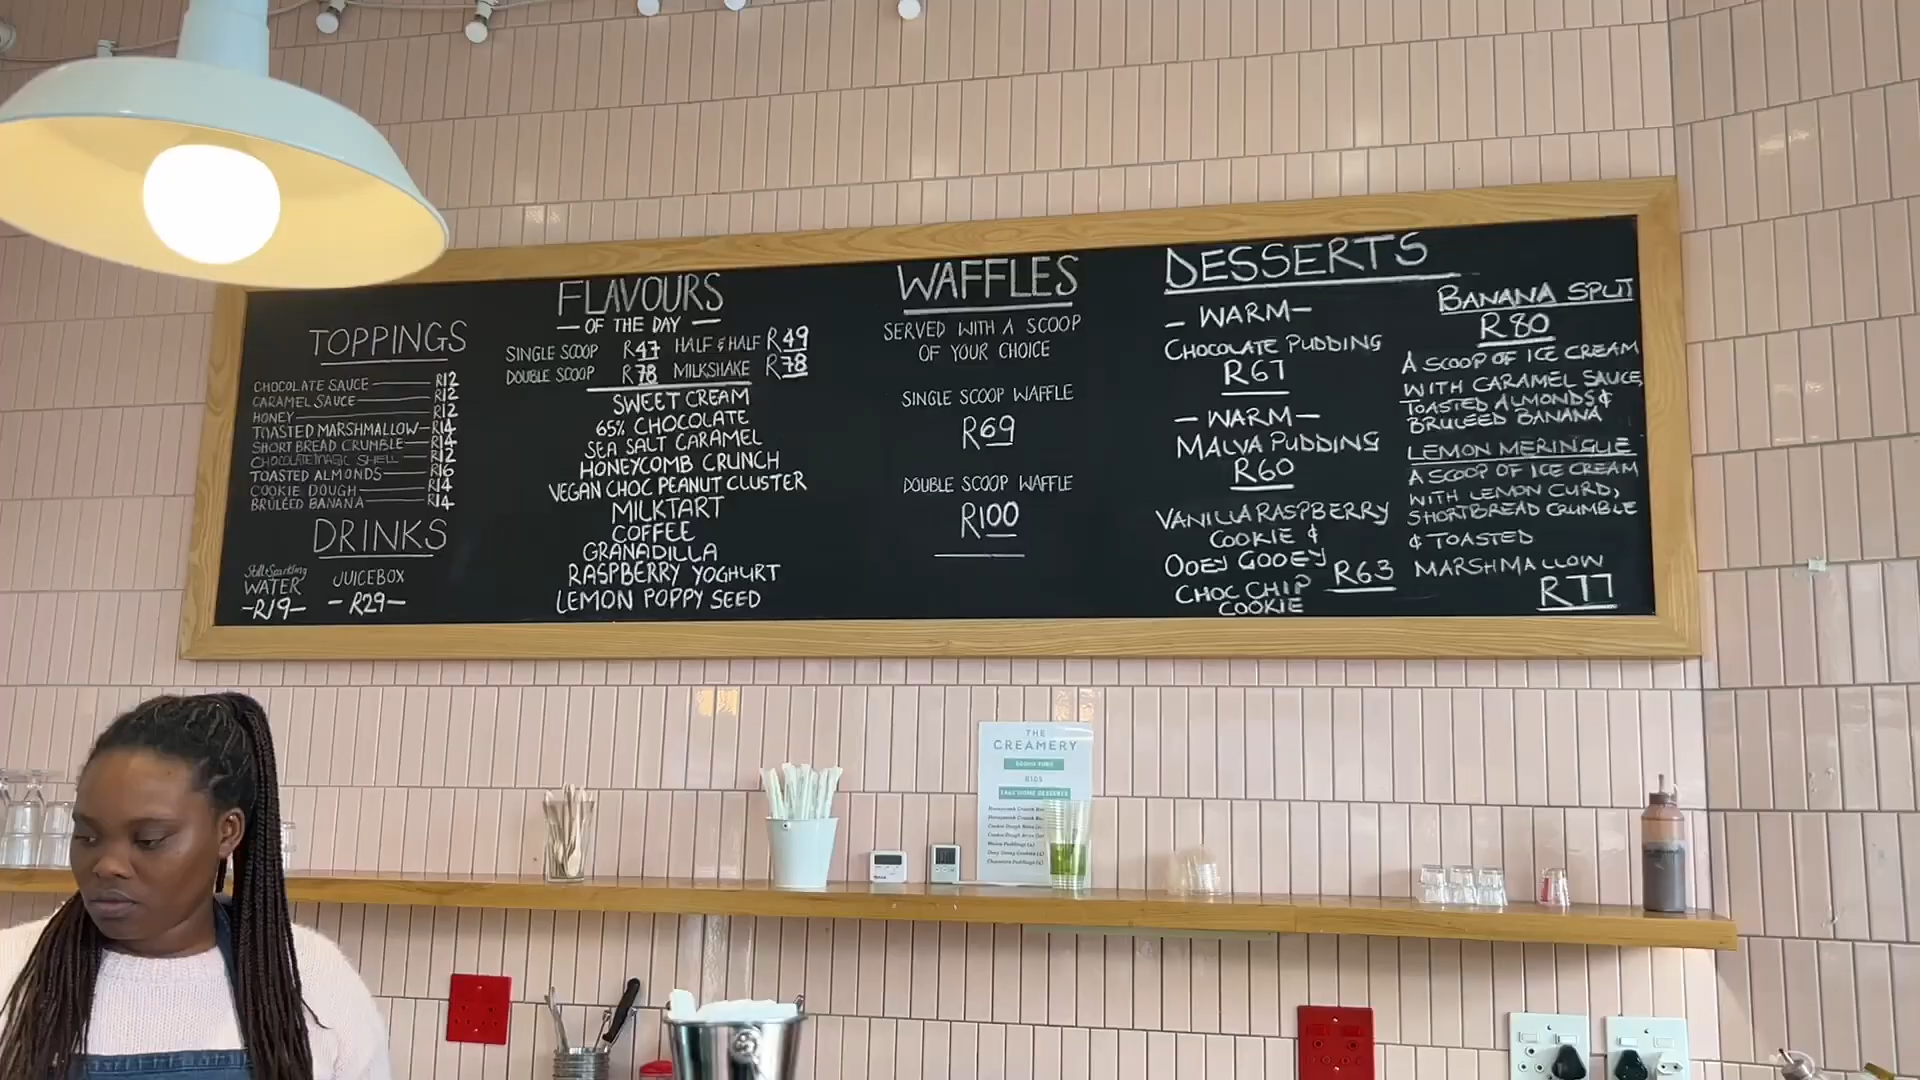 TOPPINGS
CHOCOLATE SAUCE R12
CARAMEL SAUCE R12
HONEY R12
TOASTED MARSHMALLOW R14
SHORT BREAD CRUMBLE R14
CHOCOLATE MAGIC SHELL R12
TOASTED ALMONDS R16
COOKIE DOUGH R14
BRULÉED BANANA R14
DRINKS
Still & Sparkling
WATER
-R19-
JUICEBOX
-R29-
FLAVOURS
— OF THE DAY —
SINGLE SCOOP R47 HALF & HALF R49
DOUBLE SCOOP R78 MILKSHAKE R78
SWEET CREAM
65% CHOCOLATE
SEA SALT CARAMEL
HONEYCOMB CRUNCH
VEGAN CHOC PEANUT CLUSTER
MILKTART
COFFEE
GRANADILLA
RASPBERRY YOGHURT
LEMON POPPY SEED
WAFFLES
SERVED WITH A SCOOP
OF YOUR CHOICE
SINGLE SCOOP WAFFLE
R69
DOUBLE SCOOP WAFFLE
R100
DESSERTS
— WARM —
CHOCOLATE PUDDING
R67
— WARM —
MALVA PUDDING
R60
VANILLA RASPBERRY
COOKIE &
OOEY GOOEY
CHOC CHIP
COOKIE
R63
BANANA SPLIT
R80
A SCOOP OF ICE CREAM
WITH CARAMEL SAUCE,
TOASTED ALMONDS &
BRULEED BANANA
LEMON MERINGUE
A SCOOP OF ICE CREAM
WITH LEMON CURD,
SHORTBREAD CRUMBLE
& TOASTED
MARSHMALLOW
R77
THE
CREAMERY